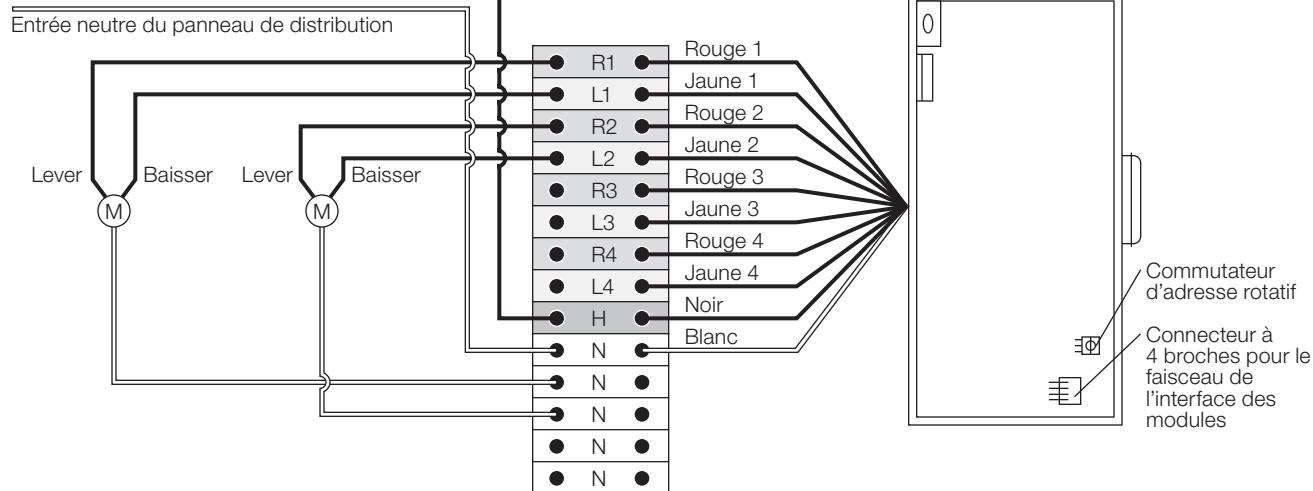 Entrée neutre du panneau de distribution
R1 Rouge 1
L1 Jaune 1
R2 Rouge 2
L2 Jaune 2
R3 Rouge 3
L3 Jaune 3
R4 Rouge 4
L4 Jaune 4
H Noir
N Blanc
N
N
N
N
Lever Baisser Lever Baisser
M M
Commutateur
d'adresse rotatif
Connecteur à
4 broches pour le
faisceau de
l'interface des
modules